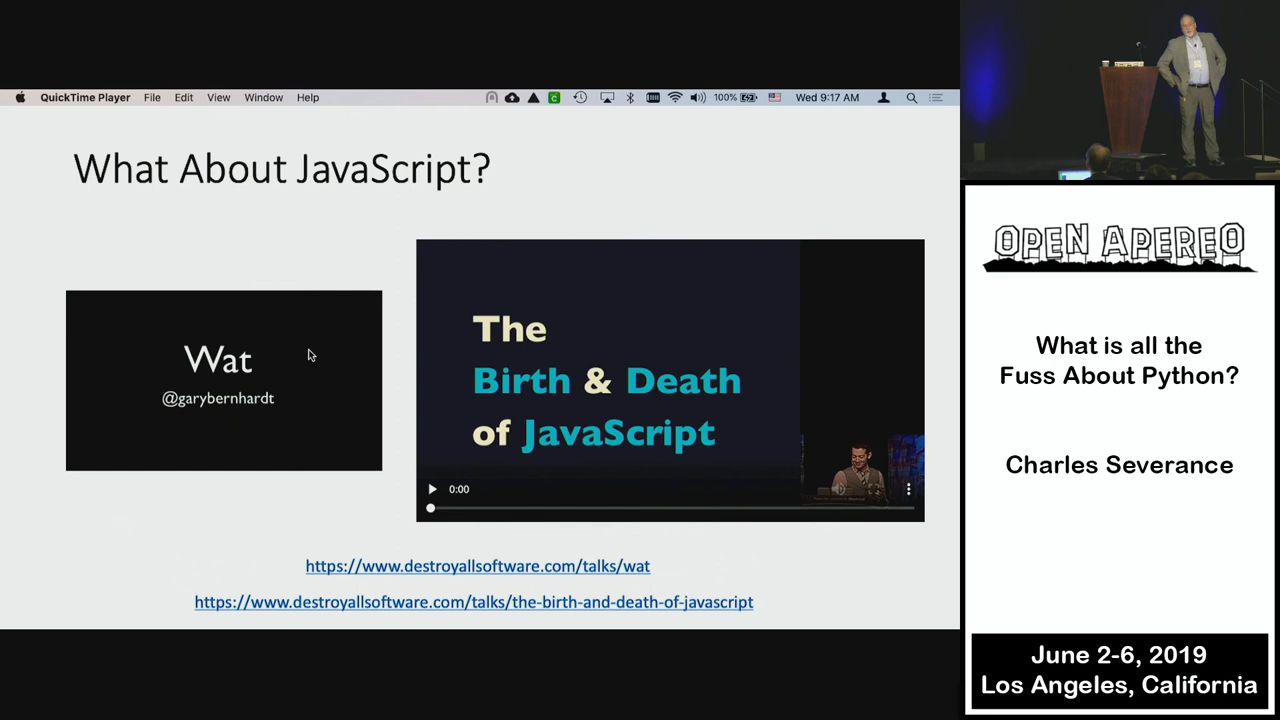 QuickTime Player File Edit View Window Help 100% Wed 9:17 AM
What About JavaScript?
Wat
@garybernhardt
The
Birth & Death
of JavaScript
0:00
https://www.destroyallsoftware.com/talks/wat
https://www.destroyallsoftware.com/talks/the-birth-and-death-of-javascript
OPEN APEREO
What is all the
Fuss About Python?
Charles Severance
June 2-6, 2019
Los Angeles, California